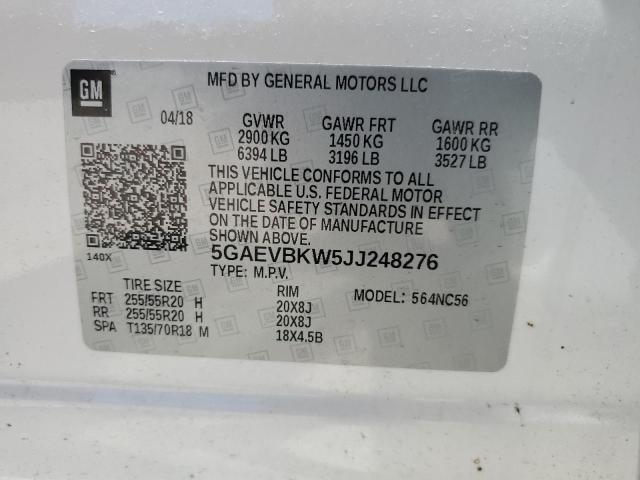 GM
MFD BY GENERAL MOTORS LLC
04/18 GVWR GAWR FRT GAWR RR
2900 KG 1450 KG 1600 KG
6394 LB 3196 LB 3527 LB
THIS VEHICLE CONFORMS TO ALL
APPLICABLE U.S. FEDERAL MOTOR
VEHICLE SAFETY STANDARDS IN EFFECT
ON THE DATE OF MANUFACTURE
SHOWN ABOVE.
140X
5GAEVBKW5JJ248276
TYPE: M.P.V.
TIRE SIZE RIM MODEL: 564NC56
FRT 255/55R20 H 20X8J
RR 255/55R20 H 20X8J
SPA T135/70R18 M 18X4.5B